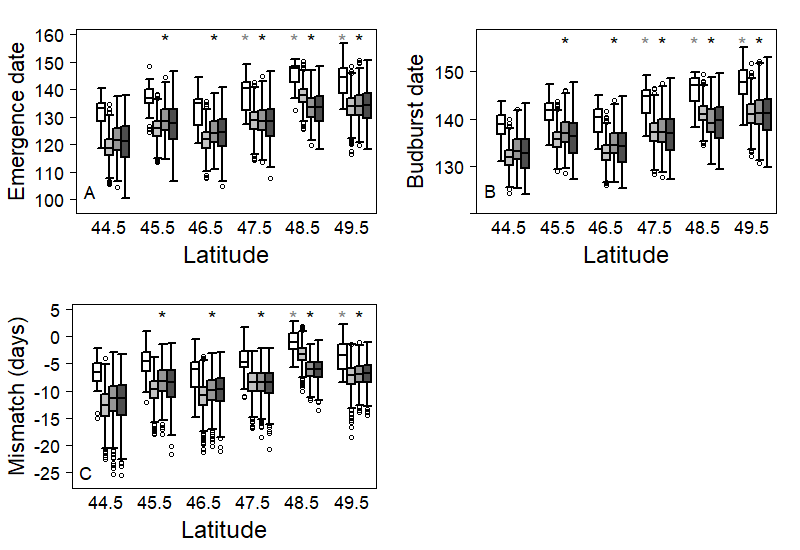 Emergence date
160
150
140
130
120
110
100
* * * * * * * *
A
44.5 45.5 46.5 47.5 48.5 49.5
Latitude
Budburst date
150
140
130
* * * * * * * *
B
44.5 45.5 46.5 47.5 48.5 49.5
Latitude
Mismatch (days)
5
0
-5
-10
-15
-20
-25
* * * * * * *
C
44.5 45.5 46.5 47.5 48.5 49.5
Latitude